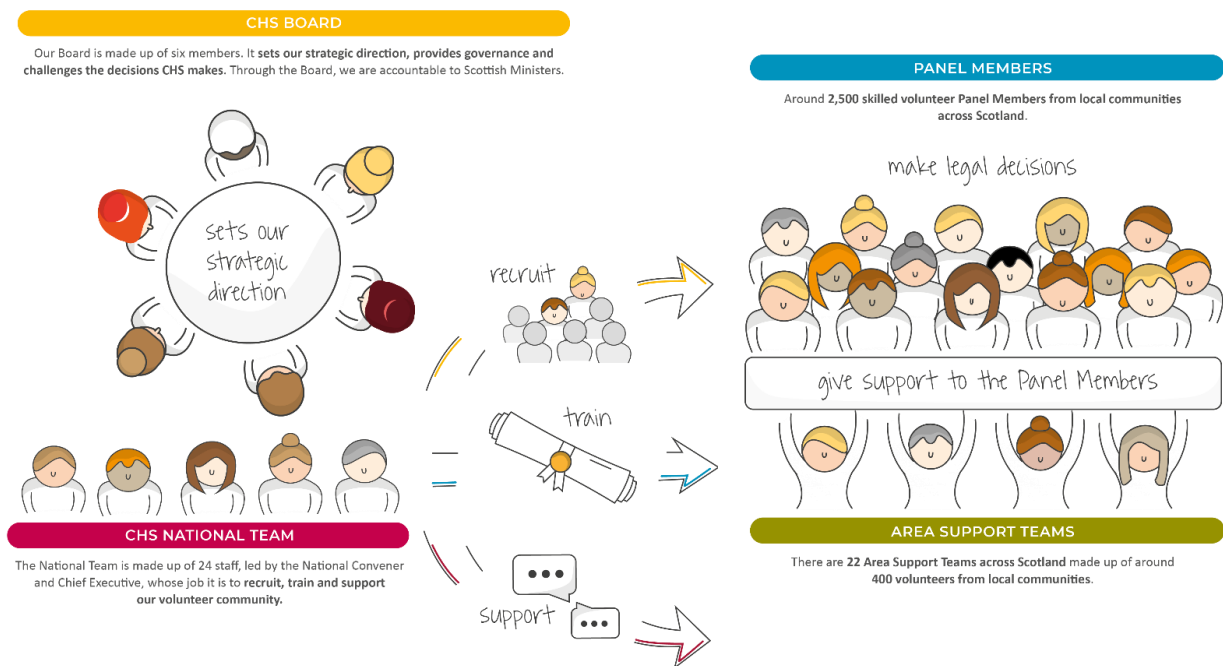 CHS BOARD
Our Board is made up of six members. It sets our strategic direction, provides governance and
challenges the decisions CHS makes. Through the Board, we are accountable to Scottish Ministers.
sets our
strategic
direction
CHS NATIONAL TEAM
The National Team is made up of 24 staff, led by the National Convener
and Chief Executive, whose job it is to recruit, train and support
our volunteer community.
recruit
train
support
PANEL MEMBERS
Around 2,500 skilled volunteer Panel Members from local communities
across Scotland.
make legal decisions
give support to the Panel Members
AREA SUPPORT TEAMS
There are 22 Area Support Teams across Scotland made up of around
400 volunteers from local communities.